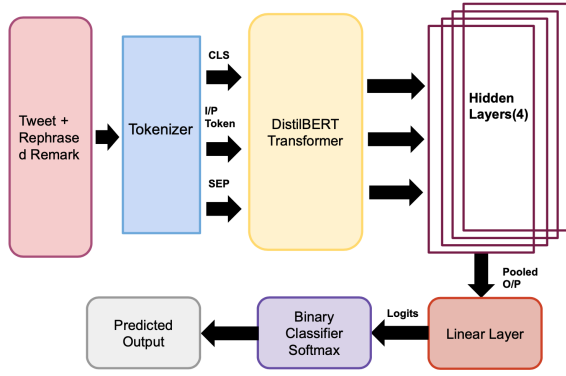 Tweet +
Rephrase
d Remark
Tokenizer
CLS
I/P
Token
SEP
DistilBERT
Transformer
Hidden
Layers(4)
Pooled
O/P
Linear Layer
Logits
Binary
Classifier
Softmax
Predicted
Output